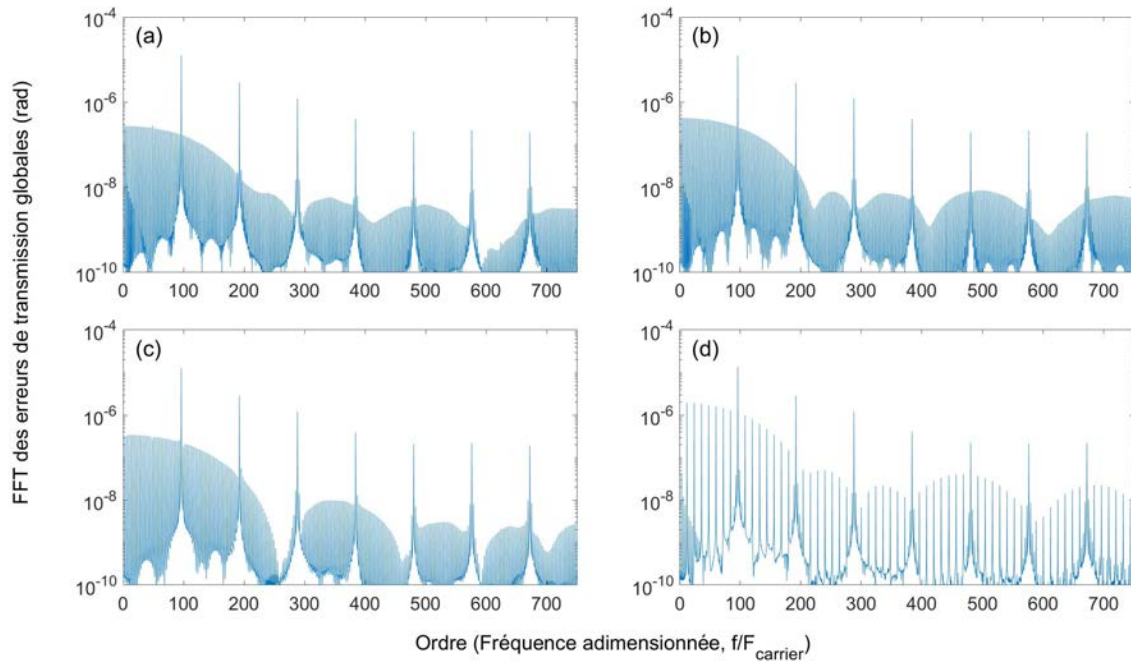 FFT des erreurs de transmission globales (rad)
(a)
10-4
10-6
10-8
10-10
0 100 200 300 400 500 600 700
(b)
10-4
10-6
10-8
10-10
0 100 200 300 400 500 600 700
(c)
10-4
10-6
10-8
10-10
0 100 200 300 400 500 600 700
(d)
10-4
10-6
10-8
10-10
0 100 200 300 400 500 600 700
Ordre (Fréquence adimensionnée, f/Fcarrier)